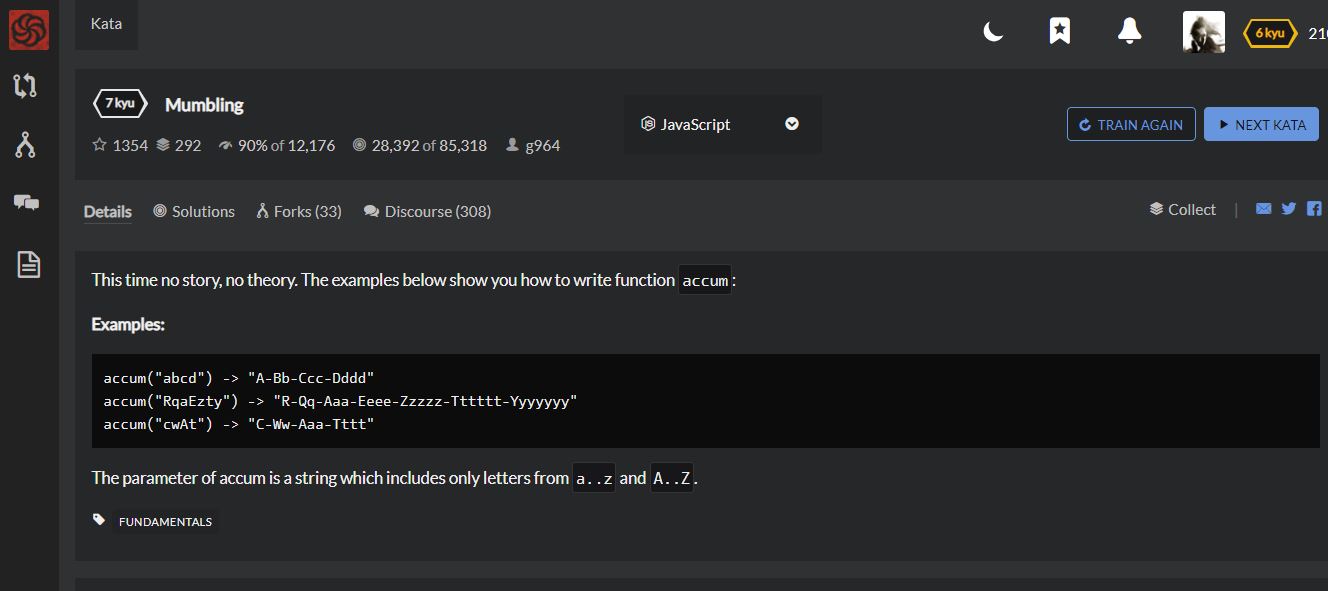 Kata
6 kyu
7 kyu Mumbling
JavaScript
TRAIN AGAIN
NEXT KATA
1354 292 90% of 12,176 28,392 of 85,318 g964
Details Solutions Forks (33) Discourse (308)
Collect |
This time no story, no theory. The examples below show you how to write function accum:
Examples:
accum("abcd") -> "A-Bb-Ccc-Dddd"
accum("RqaEzty") -> "R-Qq-Aaa-Eeee-Zzzzz-Tttttt-Yyyyyyy"
accum("cwAt") -> "C-Ww-Aaa-Tttt"
The parameter of accum is a string which includes only letters from a..z and A..Z.
FUNDAMENTALS